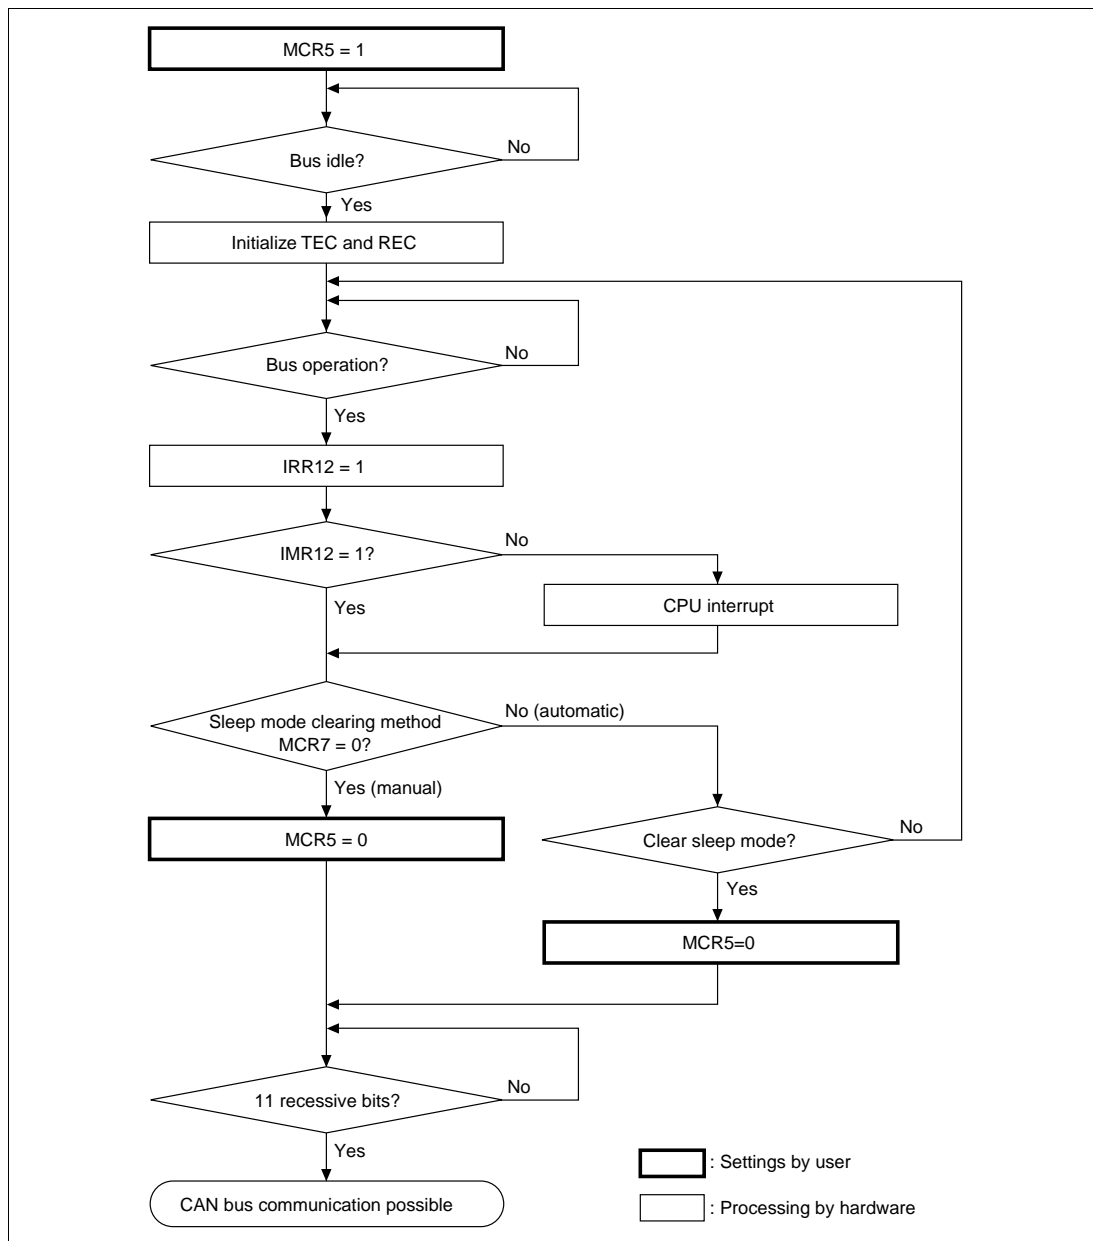 MCR5 = 1
Bus idle?
No
Yes
Initialize TEC and REC
Bus operation?
No
Yes
IRR12 = 1
IMR12 = 1?
No
Yes
CPU interrupt
Sleep mode clearing method
MCR7 = 0?
No (automatic)
Yes (manual)
MCR5 = 0
Clear sleep mode?
No
Yes
MCR5=0
11 recessive bits?
No
Yes
CAN bus communication possible
: Settings by user
: Processing by hardware